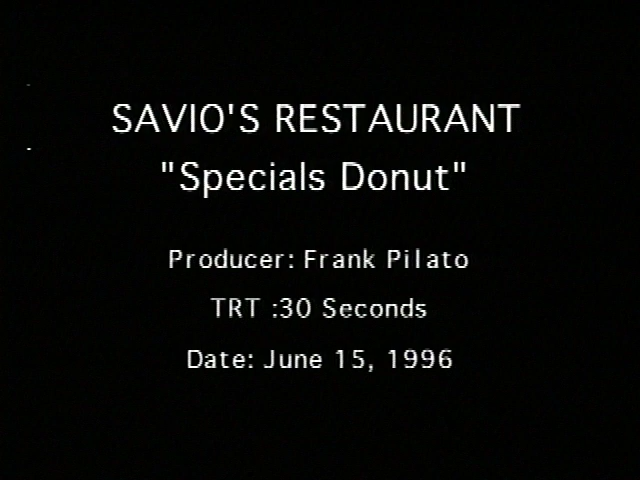 SAVIO'S RESTAURANT
"Specials Donut"
Producer: Frank Pilato
TRT :30 Seconds
Date: June 15, 1996